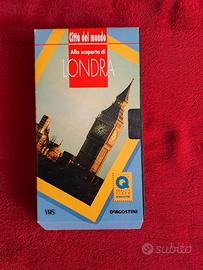 Città del mondo
Alla scoperta di
LONDRA
VHS
DEAGOSTINI
subito